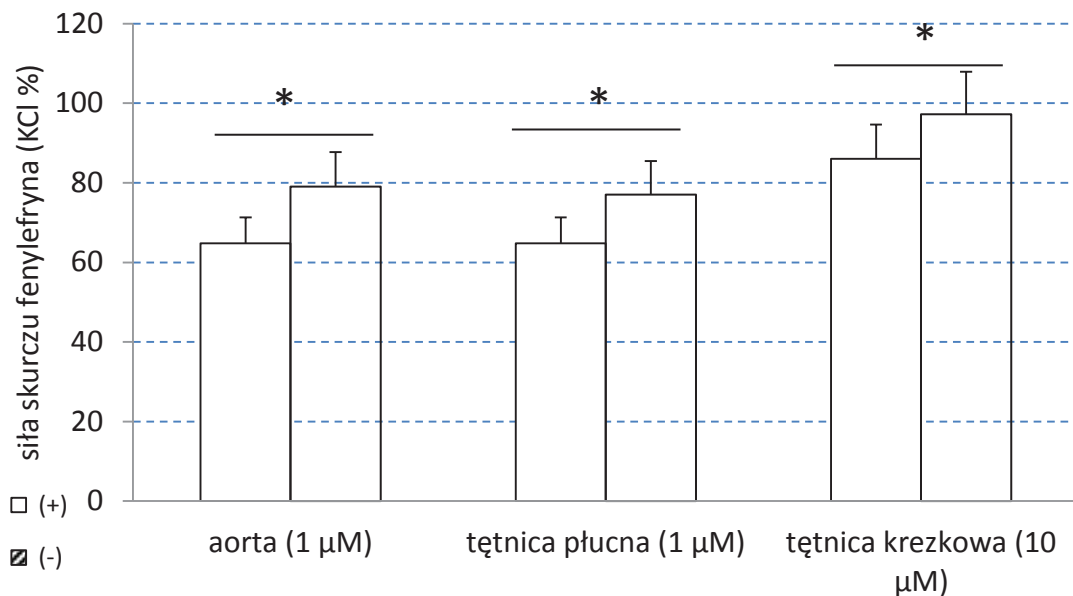 siła skurczu fenylefryna (KCl %)
120
100
80
60
40
20
0
*
*
*
(+)
(-)
aorta (1 µM)
tętnica płucna (1 µM)
tętnica krezkowa (10
µM)